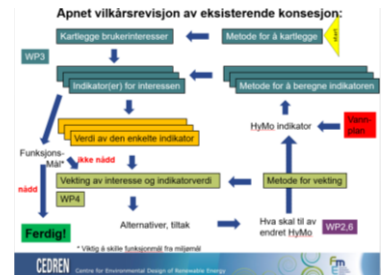 Åpnet vilkårsrevisjon av eksisterende konsesjon:
Kartlegge brukerinteresser
Metode for å kartlegge
start
WP3
Indikator(er) for interessen
Metode for å beregne indikatoren
HyMo indikator
Vann-
plan
Verdi av den enkelte indikator
Funksjons-
Mål*
ikke nådd
nådd
Vekting av interesse og indikatorverdi
Metode for vekting
WP4
Ferdig!
Alternativer, tiltak
Hva skal til av
endret HyMo
WP2,6
* Viktig å skille funksjonmål fra miljømål
CEDREN
Centre for Environmental Design of Renewable Energy